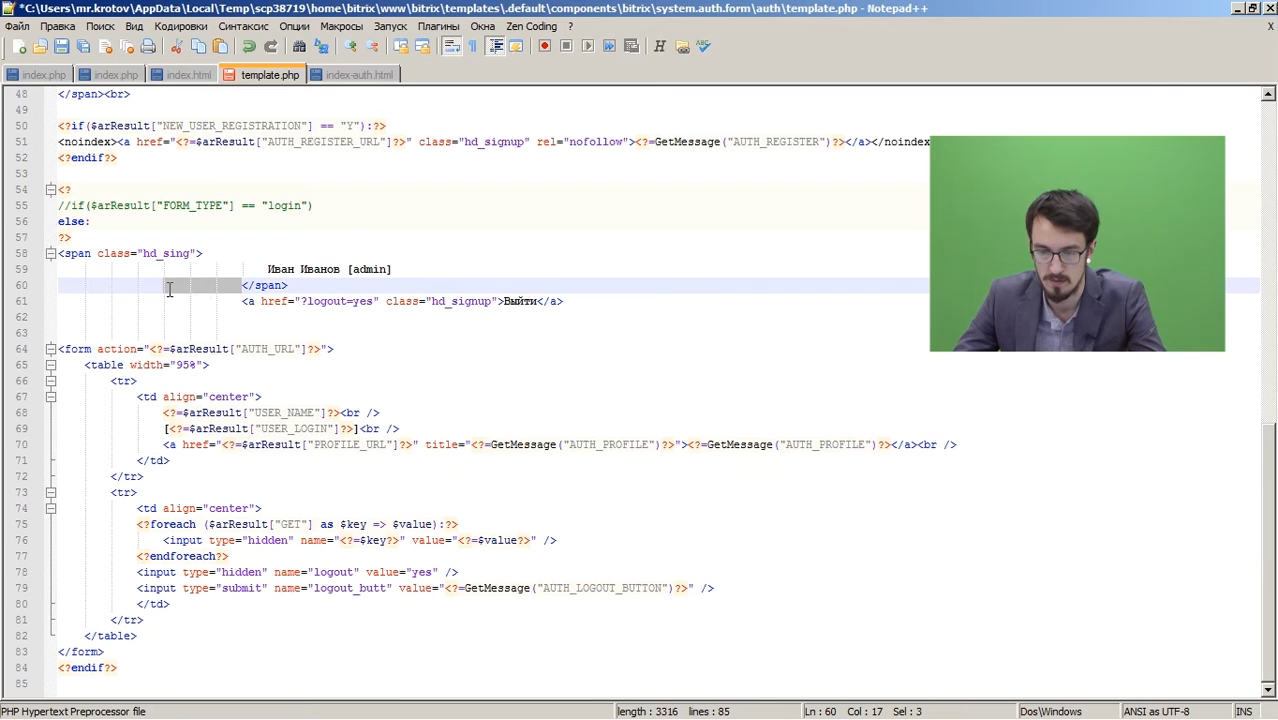 *C:\Users\mr.krotov\AppData\Local\Temp\scp38719\home\bitrix\www\bitrix\templates\.default\components\bitrix\system.auth.form\auth\template.php - Notepad++
Файл Правка Поиск Вид Кодировки Синтаксис Опции Макросы Запуск Плагины Окна Zen Coding ? X
index.php index.php index.html template.php index-auth.html
48 </span><br>
49
50 <?if($arResult["NEW_USER_REGISTRATION"] == "Y"):?>
51 <noindex><a href="<?=$arResult["AUTH_REGISTER_URL"]?>" class="hd_signup" rel="nofollow"><?=GetMessage("AUTH_REGISTER")?></a></noindex
52 <?endif?>
53
54 <?
55 //if($arResult["FORM_TYPE"] == "login")
56 else:
57 ?>
58 <span class="hd_sing">
59 Иван Иванов [admin]
60 </span>
61 <a href="?logout=yes" class="hd_signup">Выйти</a>
62
63
64 <form action="<?=$arResult["AUTH_URL"]?>">
65 <table width="95%">
66 <tr>
67 <td align="center">
68 <?=$arResult["USER_NAME"]?><br />
69 [<?=$arResult["USER_LOGIN"]?>]<br />
70 <a href="<?=$arResult["PROFILE_URL"]?>" title="<?=GetMessage("AUTH_PROFILE")?>"><?=GetMessage("AUTH_PROFILE")?></a><br />
71 </td>
72 </tr>
73 <tr>
74 <td align="center">
75 <?foreach ($arResult["GET"] as $key => $value):?>
76 <input type="hidden" name="<?=$key?>" value="<?=$value?>" />
77 <?endforeach?>
78 <input type="hidden" name="logout" value="yes" />
79 <input type="submit" name="logout_butt" value="<?=GetMessage("AUTH_LOGOUT_BUTTON")?>" />
80 </td>
81 </tr>
82 </table>
83 </form>
84 <?endif?>
85
PHP Hypertext Preprocessor file length : 3316 lines : 85 Ln : 60 Col : 17 Sel : 3 Dos\Windows ANSI as UTF-8 INS